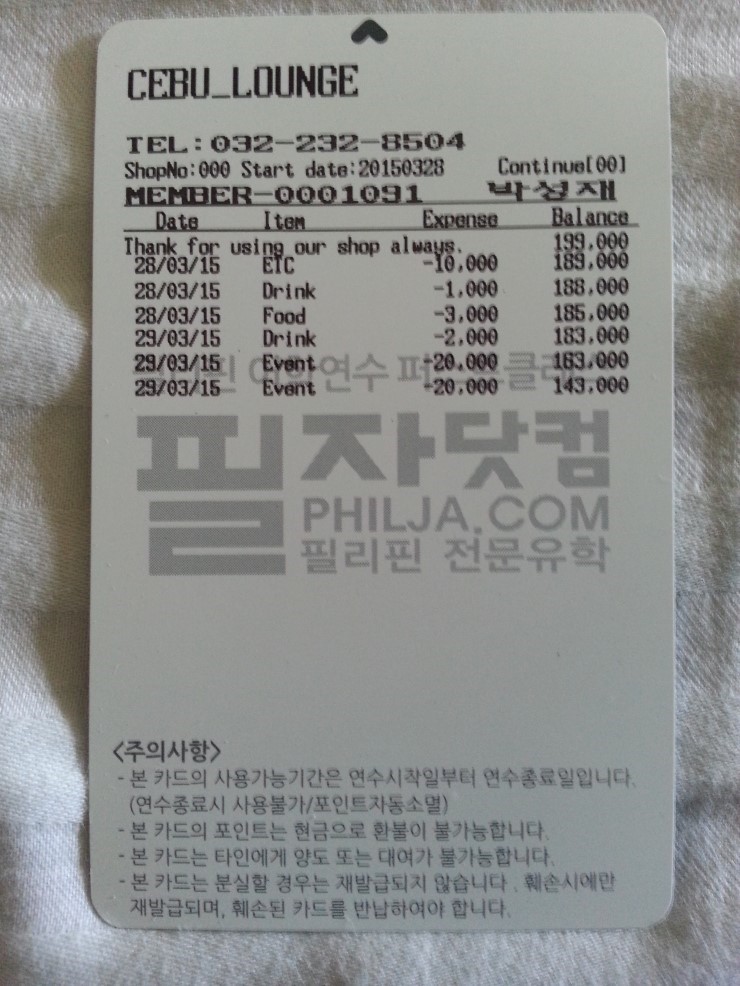 CEBU_LOUNGE
TEL:032-232-8504
ShopNo:000 Start date:20150328 Continue[00]
MEMBER-0001091 박성재
Date Item Expense Balance
Thank for using our shop always. 199,000
28/03/15 ETC -10,000 189,000
28/03/15 Drink -1,000 188,000
28/03/15 Food -3,000 185,000
29/03/15 Drink -2,000 183,000
29/03/15 Event -20,000 163,000
29/03/15 Event -20,000 143,000
필자닷컴
PHILJA.COM
필리핀 전문유학
<주의사항>
- 본 카드의 사용가능기간은 연수시작일부터 연수종료일입니다.
(연수종료시 사용불가/포인트자동소멸)
- 본 카드의 포인트는 현금으로 환불이 불가능합니다.
- 본 카드는 타인에게 양도 또는 대여가 불가능합니다.
- 본 카드는 분실할 경우는 재발급되지 않습니다 . 훼손시에만
재발급되며, 훼손된 카드를 반납하여야 합니다.